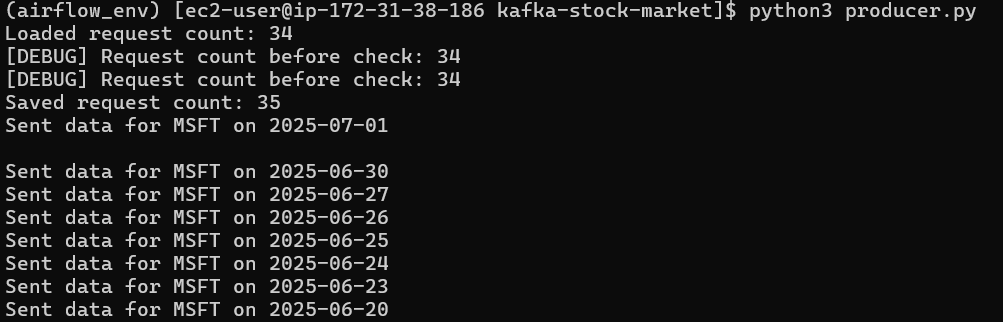 (airflow_env) [ec2-user@ip-172-31-38-186 kafka-stock-market]$ python3 producer.py
Loaded request count: 34
[DEBUG] Request count before check: 34
[DEBUG] Request count before check: 34
Saved request count: 35
Sent data for MSFT on 2025-07-01
Sent data for MSFT on 2025-06-30
Sent data for MSFT on 2025-06-27
Sent data for MSFT on 2025-06-26
Sent data for MSFT on 2025-06-25
Sent data for MSFT on 2025-06-24
Sent data for MSFT on 2025-06-23
Sent data for MSFT on 2025-06-20